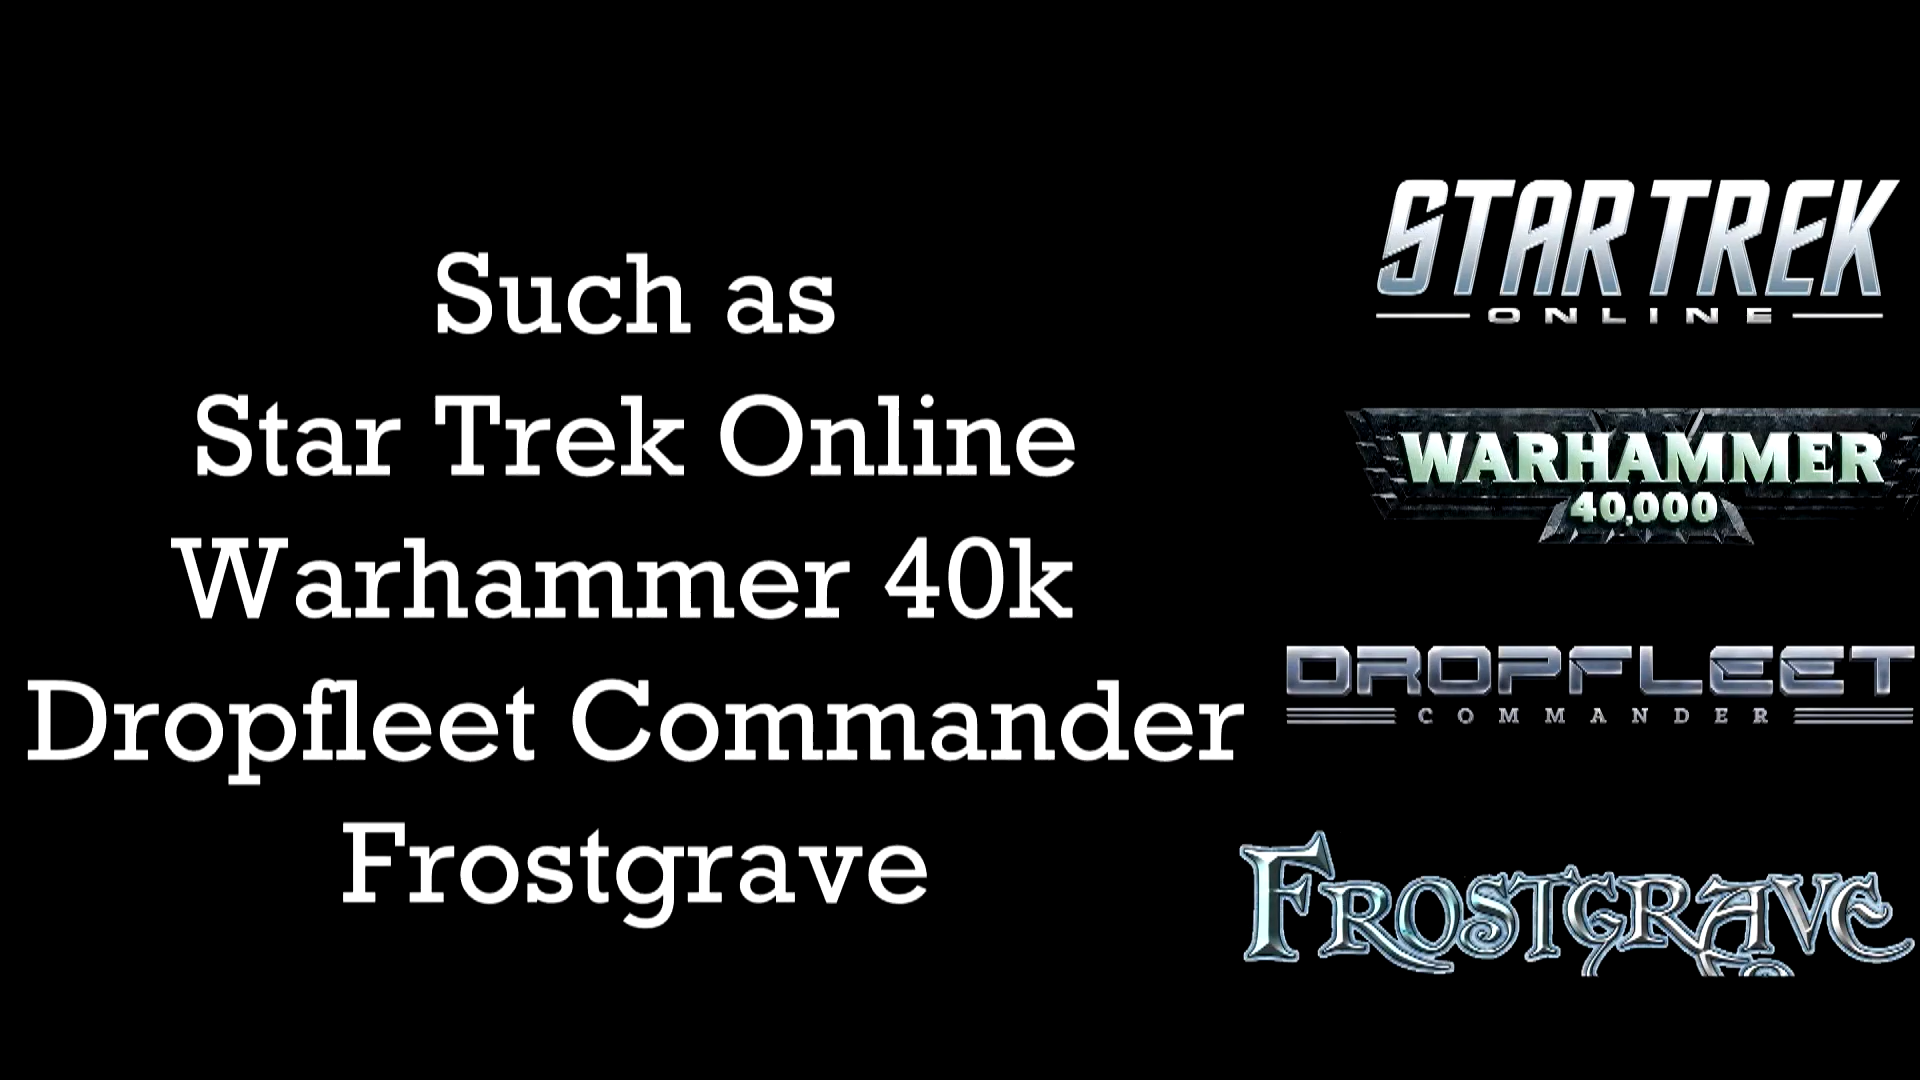 Such as
Star Trek Online
Warhammer 40k
Dropfleet Commander
Frostgrave
STAR TREK
ONLINE
WARHAMMER
40,000
DROPFLEET
COMMANDER
FROSTGRAVE